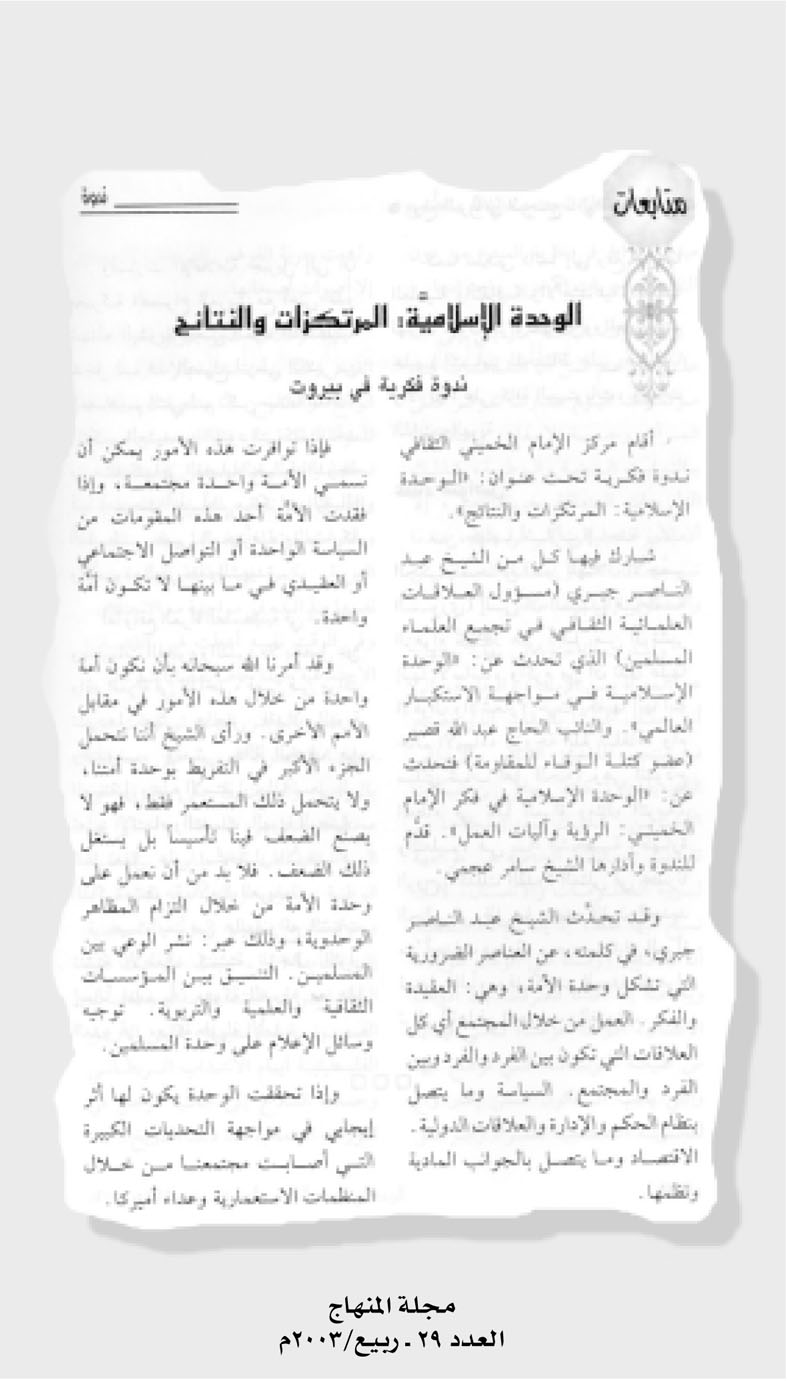 متابعات
ندوة
الوحدة الإسلاميَّة: المرتكزات والنتائج
ندوة فكرية في بيروت
أقام مركز الإمام الخميني الثقافي
ندوة فكرية تحت عنوان: «الوحدة
الإسلامية: المرتكزات والنتائج».
شارك فيها كل من الشيخ عبد
الناصر جبري (مسؤول العلاقات
العلمائية الثقافي في تجمع العلماء
المسلمين) الذي تحدث عن: «الوحدة
الإسلامية في مواجهة الاستكبار
العالمي». والنائب الحاج عبد الله قصير
(عضو كتلة الوفاء للمقاومة) فتحدث
عن: «الوحدة الإسلامية في فكر الإمام
الخميني: الرؤية وآليات العمل». قدَّم
للندوة وأدارها الشيخ سامر عجمي.
وقد تحدَّث الشيخ عبد الناصر
جبري، في كلمته، عن العناصر الضرورية
التي تشكل وحدة الأمة، وهي: العقيدة
والفكر. العمل من خلال المجتمع أي كل
العلاقات التي تكون بين الفرد والفرد وبين
الفرد والمجتمع. السياسة وما يتصل
بنظام الحكم والإدارة والعلاقات الدولية.
الاقتصاد وما يتصل بالجوانب المادية
ونظمها.
فإذا توافرت هذه الأمور يمكن أن
نسمي الأمة واحدة مجتمعة، وإذا
فقدت الأمَّة أحد هذه المقومات من
السياسة الواحدة أو التواصل الاجتماعي
أو العقيدي في ما بينها لا تكون أمَّة
واحدة.
وقد أمرنا الله سبحانه بأن نكون أمة
واحدة من خلال هذه الأمور في مقابل
الأمم الأخرى. ورأى الشيخ أننا نتحمل
الجزء الأكبر في التفريط بوحدة أمتنا،
ولا يتحمل ذلك المستعمر فقط، فهو لا
يصنع الضعف فينا تأسيساً بل يستغل
ذلك الضعف. فلا بد من أن نعمل على
وحدة الأمة من خلال التزام المظاهر
الوحدوية، وذلك عبر: نشر الوعي بين
المسلمين. التنسيق بين المؤسسات
الثقافية والعلمية والتربوية. توجيه
وسائل الإعلام على وحدة المسلمين.
وإذا تحققت الوحدة يكون لها أثر
إيجابي في مواجهة التحديات الكبيرة
التي أصابت مجتمعنا من خلال
المنظمات الاستعمارية وعداء أميركا.
مجلة المنهاج
العدد ٢٩ ـ ربيع/٢٠٠٣م